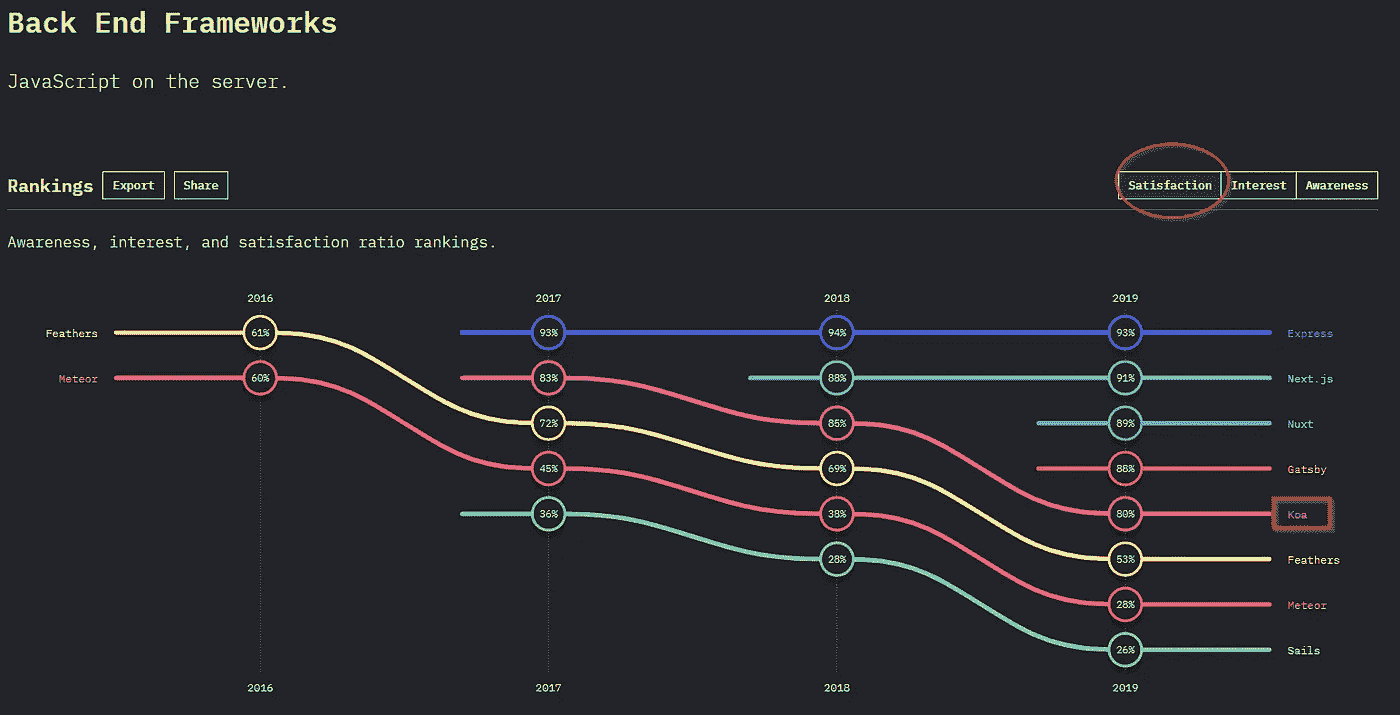 Back End Frameworks
JavaScript on the server.
Rankings Export Share Satisfaction Interest Awareness
Awareness, interest, and satisfaction ratio rankings.
2016 2017 2018 2019
Feathers 61% 93% 94% 93% Express
Meteor 60% 83% 88% 91% Next.js
72% 86% 89% Nuxt
45% 69% 88% Gatsby
36% 38% 80% Koa
28% 53% Feathers
28% Meteor
26% Sails
2016 2017 2018 2019